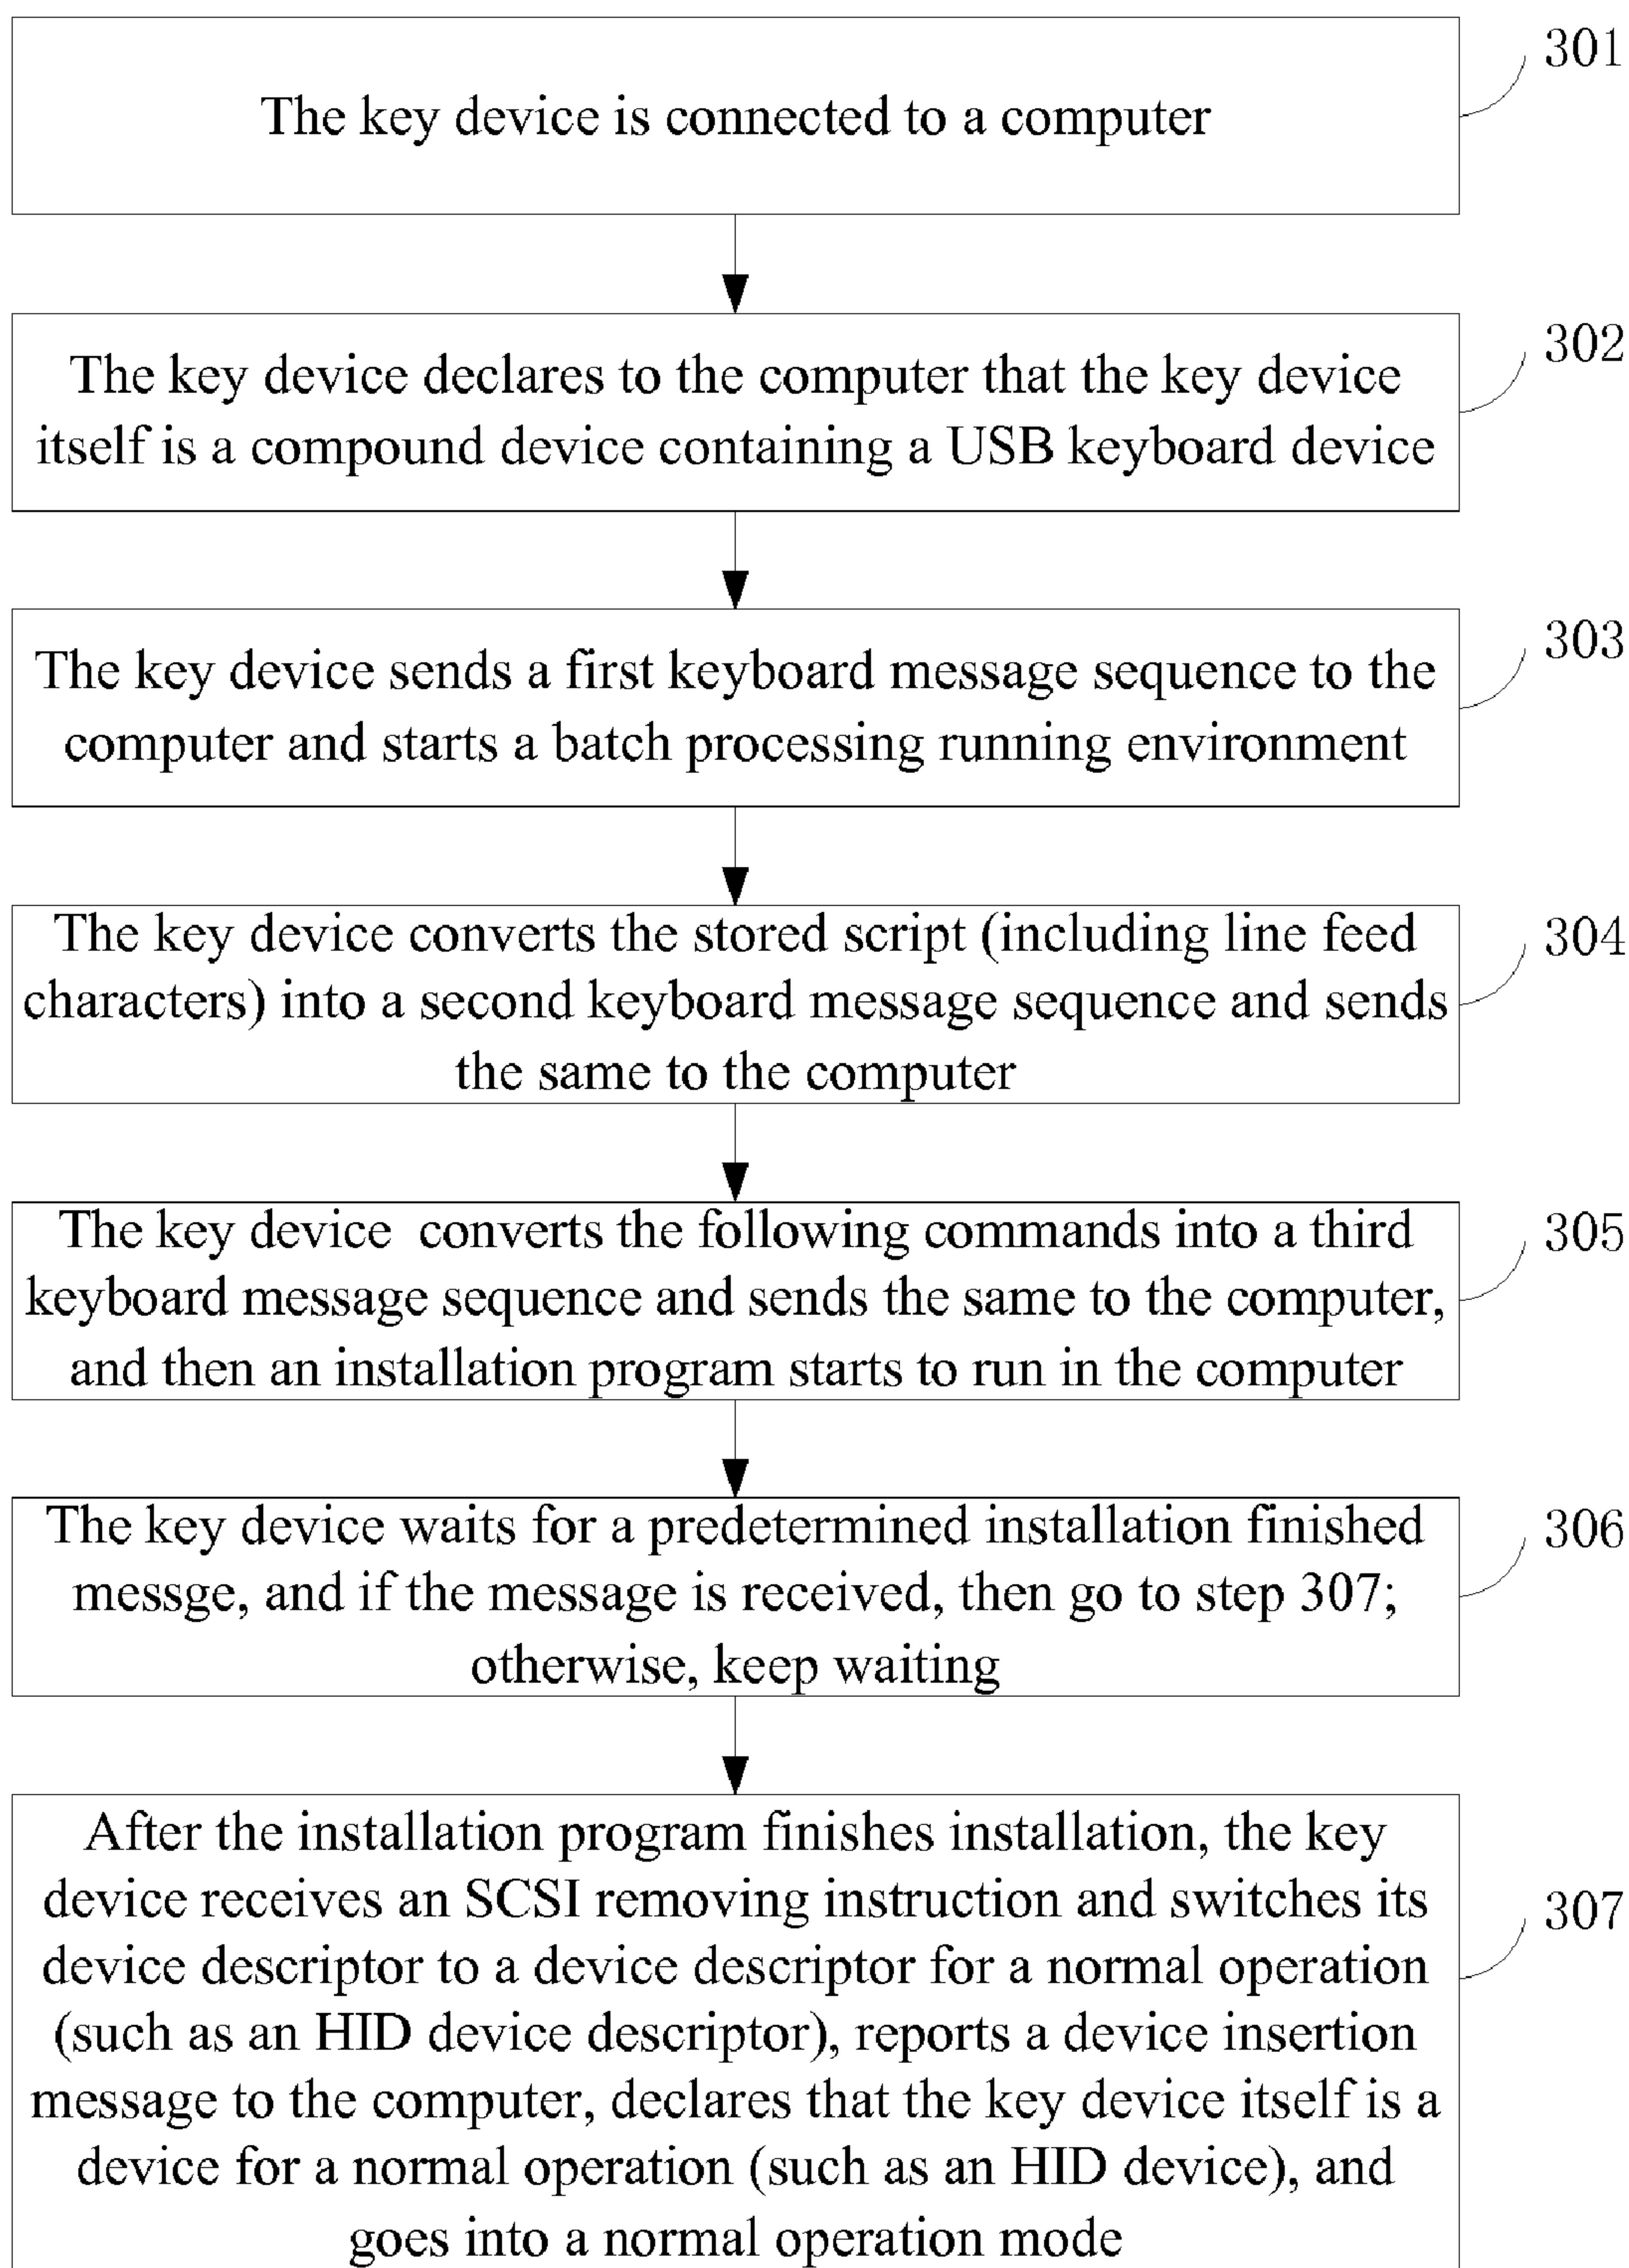 The key device is connected to a computer
301
The key device declares to the computer that the key device
itself is a compound device containing a USB keyboard device
302
The key device sends a first keyboard message sequence to the
computer and starts a batch processing running environment
303
The key device converts the stored script (including line feed
characters) into a second keyboard message sequence and sends
the same to the computer
304
The key device converts the following commands into a third
keyboard message sequence and sends the same to the computer,
and then an installation program starts to run in the computer
305
The key device waits for a predetermined installation finished
messge, and if the message is received, then go to step 307;
otherwise, keep waiting
306
After the installation program finishes installation, the key
device receives an SCSI removing instruction and switches its
device descriptor to a device descriptor for a normal operation
(such as an HID device descriptor), reports a device insertion
message to the computer, declares that the key device itself is a
device for a normal operation (such as an HID device), and
goes into a normal operation mode
307